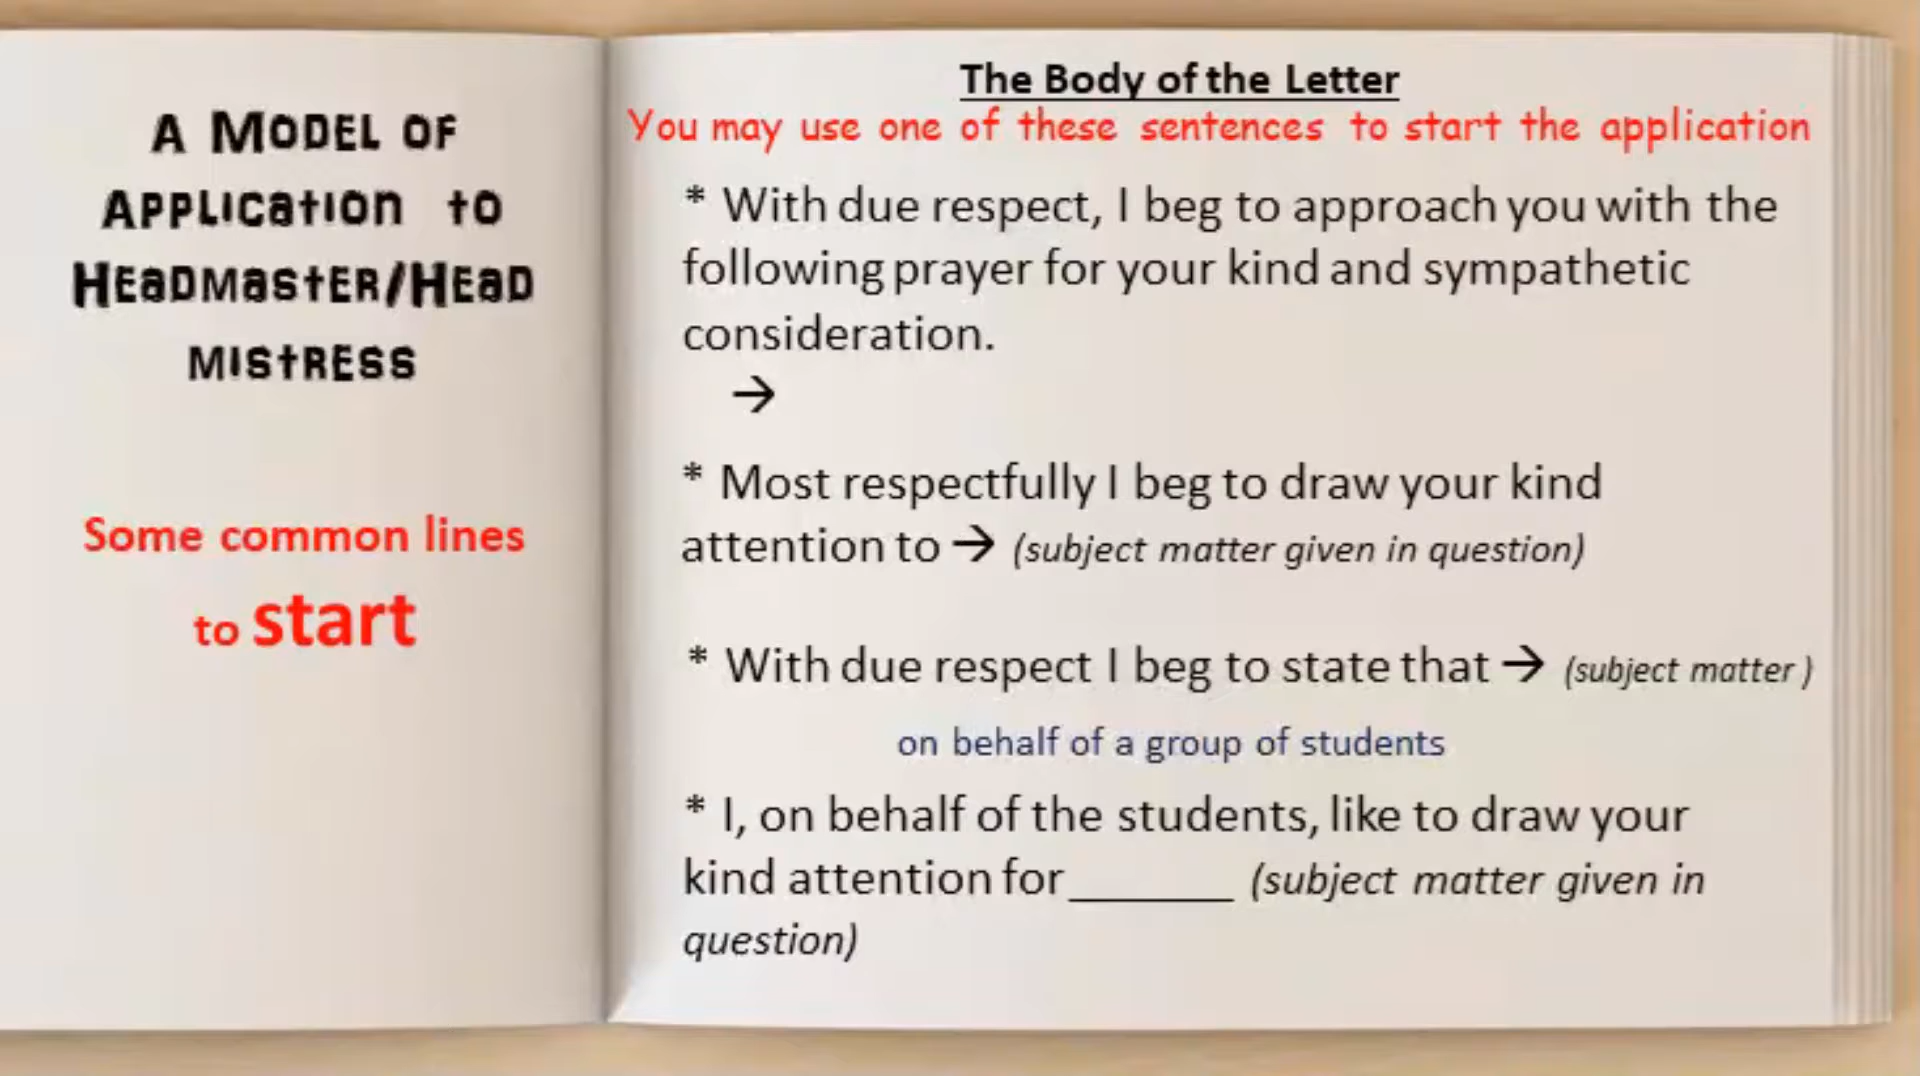 A Model of
Application to
Headmaster/Head
mistress
Some common lines
to start
The Body of the Letter
You may use one of these sentences to start the application
* With due respect, I beg to approach you with the
following prayer for your kind and sympathetic
consideration.
→
* Most respectfully I beg to draw your kind
attention to → (subject matter given in question)
* With due respect I beg to state that → (subject matter )
on behalf of a group of students
* I, on behalf of the students, like to draw your
kind attention for_______ (subject matter given in
question)